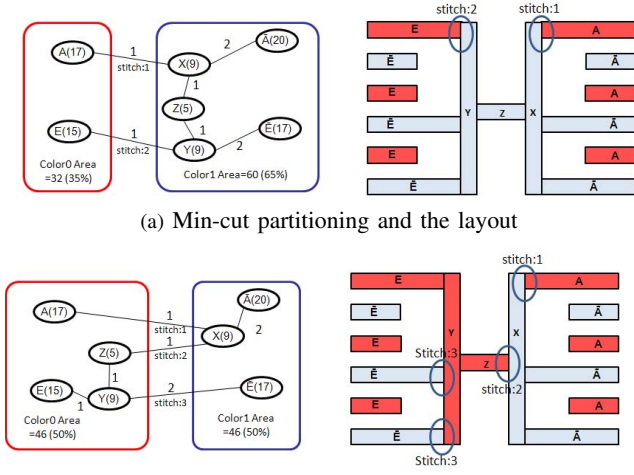 stitch:2
stitch:1
A(17)
1
stitch:1
X(9)
2
Ā(20)
1
Z(5)
1
E(15)
1
stitch:2
Y(9)
2
Ē(17)
Color0 Area
=32 (35%)
Color1 Area=60 (65%)
E
A
Ē
Ā
E
A
Y
Z
X
Ē
Ā
E
A
Ē
Ā
(a) Min-cut partitioning and the layout
A(17)
1
stitch:1
Ā(20)
2
X(9)
Z(5)
1
stitch:2
1
E(15)
1
Y(9)
2
stitch:3
Ē(17)
Color0 Area
=46 (50%)
Color1 Area
=46 (50%)
stitch:1
E
A
Ē
Ā
Y
X
E
A
Stitch:3
Z
stitch:2
Ē
Ā
E
A
Ē
Ā
Stitch:3